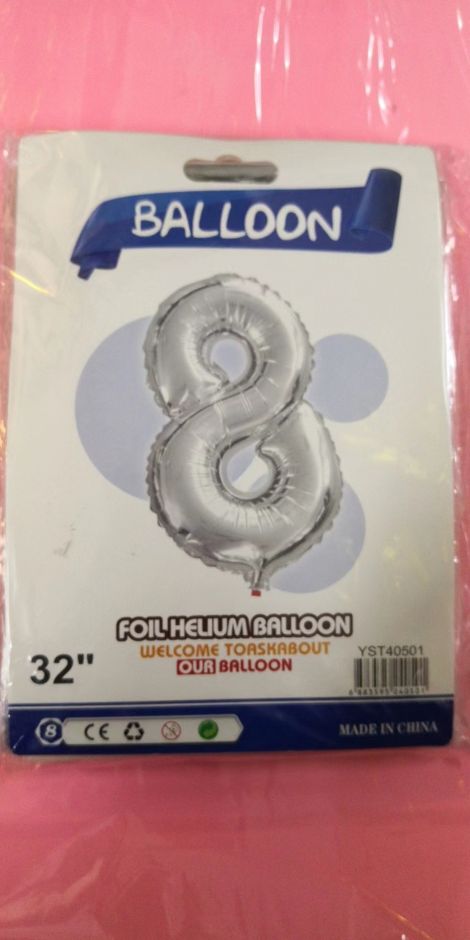 BALLOON
FOIL HELIUM BALLOON
WELCOME TOASKABOUT
OUR BALLOON
32"
YST40501
8 CE
MADE IN CHINA